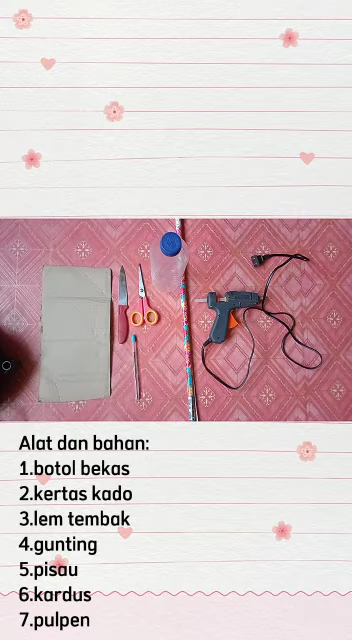 Alat dan bahan:
1.botol bekas
2.kertas kado
3.lem tembak
4.gunting
5.pisau
6.kardus
7.pulpen